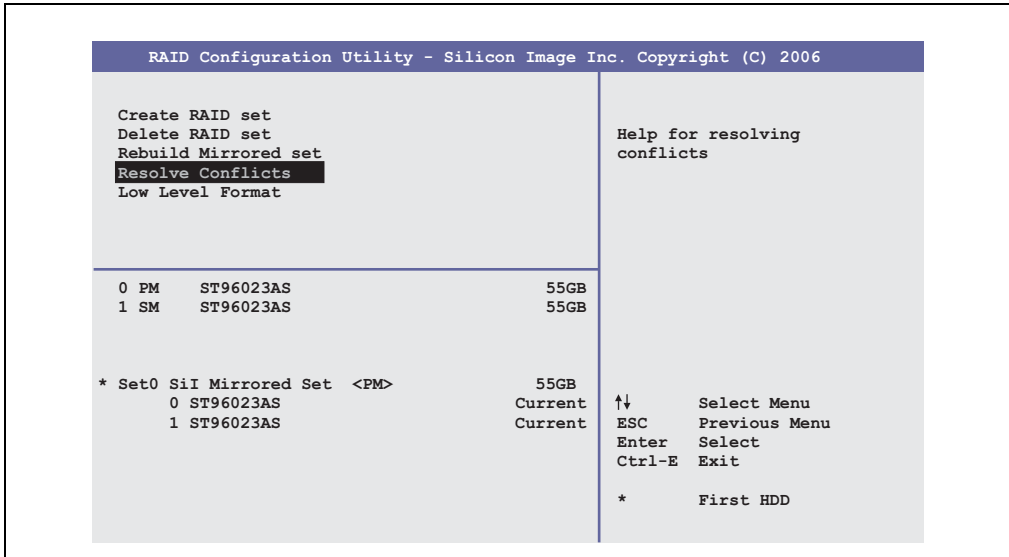 RAID Configuration Utility - Silicon Image Inc. Copyright (C) 2006
Create RAID set
Delete RAID set
Rebuild Mirrored set
Resolve Conflicts
Low Level Format
Help for resolving
conflicts
0 PM ST96023AS 55GB
1 SM ST96023AS 55GB
* Set0 SiI Mirrored Set <PM> 55GB
0 ST96023AS Current
1 ST96023AS Current
↑↓ Select Menu
ESC Previous Menu
Enter Select
Ctrl-E Exit
* First HDD